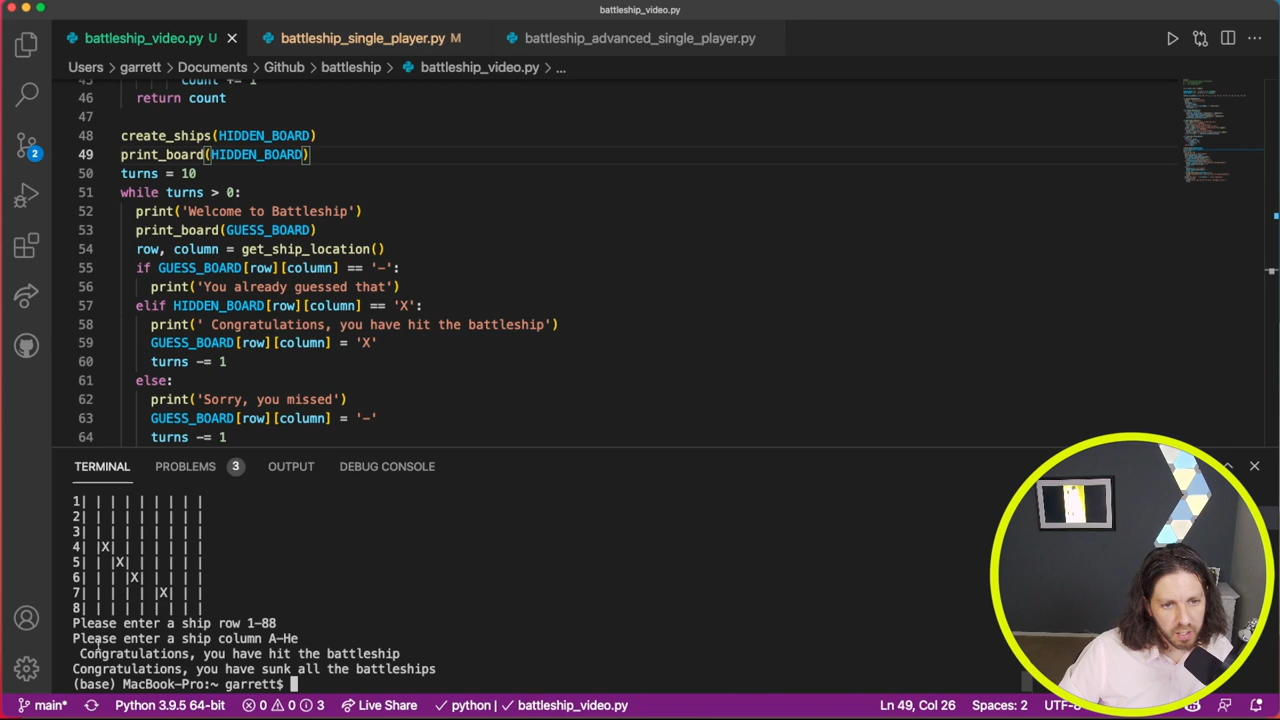 battleship_video.py
battleship_video.py U
battleship_single_player.py M
battleship_advanced_single_player.py
Users > garrett > Documents > Github > battleship > battleship_video.py > ...
45 count += 1
46 return count
47
48 create_ships(HIDDEN_BOARD)
49 print_board(HIDDEN_BOARD)
50 turns = 10
51 while turns > 0:
52 print('Welcome to Battleship')
53 print_board(GUESS_BOARD)
54 row, column = get_ship_location()
55 if GUESS_BOARD[row][column] == '-':
56 print('You already guessed that')
57 elif HIDDEN_BOARD[row][column] == 'X':
58 print(' Congratulations, you have hit the battleship')
59 GUESS_BOARD[row][column] = 'X'
60 turns -= 1
61 else:
62 print('Sorry, you missed')
63 GUESS_BOARD[row][column] = '-'
64 turns -= 1
2
TERMINAL PROBLEMS 3 OUTPUT DEBUG CONSOLE
1| | | | | | | | |
2| | | | | | | | |
3| | | | | | | | |
4| |X| | | | | | |
5| | |X| | | | | |
6| | | |X| | | | |
7| | | | | |X| | |
8| | | | | | | | |
Please enter a ship row 1-88
Please enter a ship column A-He
Congratulations, you have hit the battleship
Congratulations, you have sunk all the battleships
(base) MacBook-Pro:~ garrett$
main* Python 3.9.5 64-bit 0 0 3 Live Share python | battleship_video.py Ln 49, Col 26 Spaces: 2